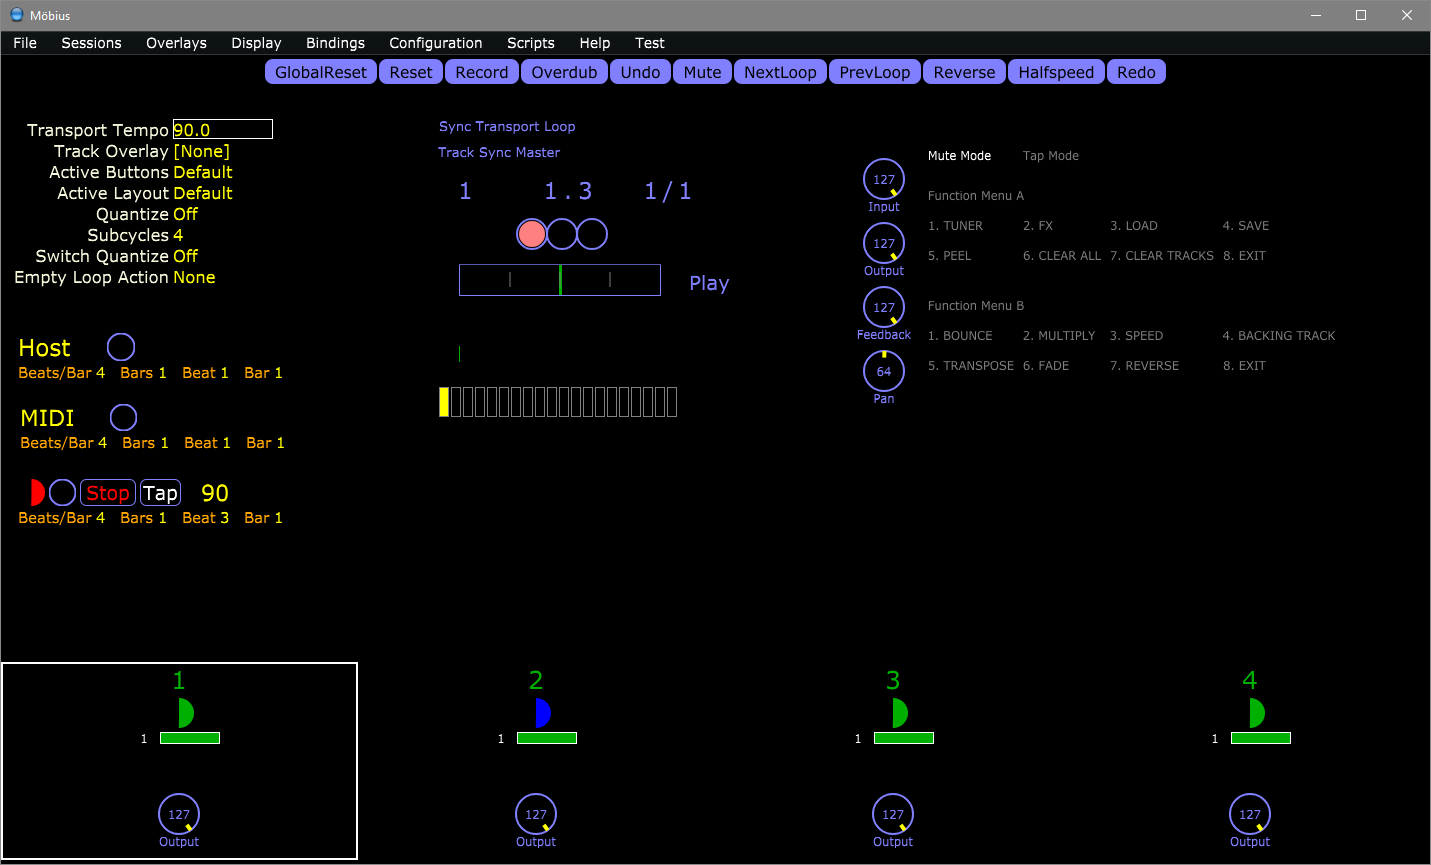 Möbius
File Sessions Overlays Display Bindings Configuration Scripts Help Test
GlobalReset Reset Record Overdub Undo Mute NextLoop PrevLoop Reverse Halfspeed Redo
Transport Tempo 90.0
Track Overlay [None]
Active Buttons Default
Active Layout Default
Quantize Off
Subcycles 4
Switch Quantize Off
Empty Loop Action None
Host
Beats/Bar 4 Bars 1 Beat 1 Bar 1
MIDI
Beats/Bar 4 Bars 1 Beat 1 Bar 1
Stop Tap 90
Beats/Bar 4 Bars 1 Beat 3 Bar 1
Sync Transport Loop
Track Sync Master
1 1.3 1/1
Play
127
Input
127
Output
127
Feedback
64
Pan
Mute Mode Tap Mode
Function Menu A
1. TUNER 2. FX 3. LOAD 4. SAVE
5. PEEL 6. CLEAR ALL 7. CLEAR TRACKS 8. EXIT
Function Menu B
1. BOUNCE 2. MULTIPLY 3. SPEED 4. BACKING TRACK
5. TRANSPOSE 6. FADE 7. REVERSE 8. EXIT
1
1
127
Output
2
1
127
Output
3
1
127
Output
4
1
127
Output